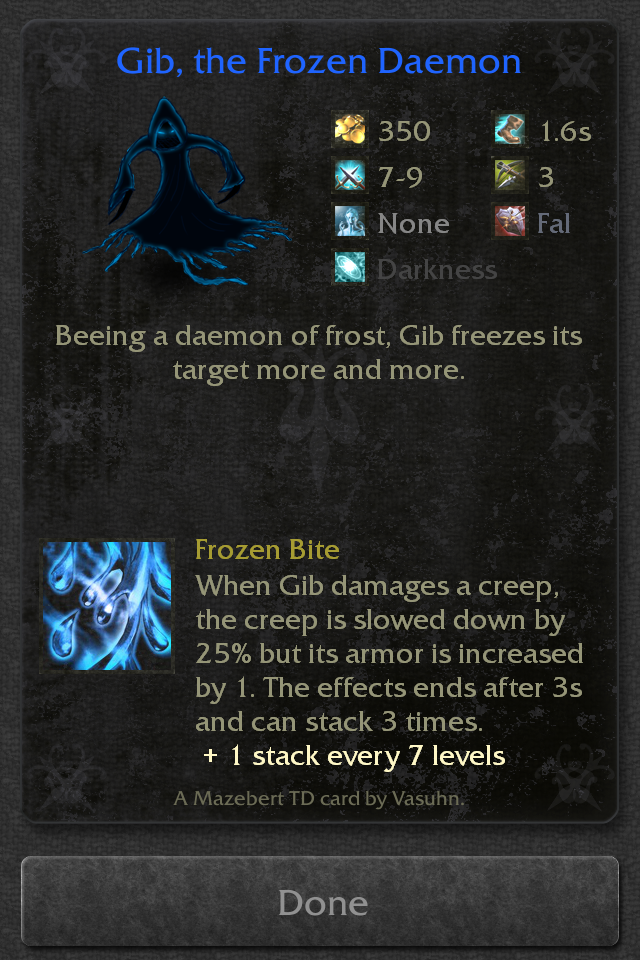 Gib, the Frozen Daemon
350 1.6s
7-9 3
None Fal
Darkness
Beeing a daemon of frost, Gib freezes its
target more and more.
Frozen Bite
When Gib damages a creep,
the creep is slowed down by
25% but its armor is increased
by 1. The effects ends after 3s
and can stack 3 times.
+ 1 stack every 7 levels
A Mazebert TD card by Vasuhn.
Done